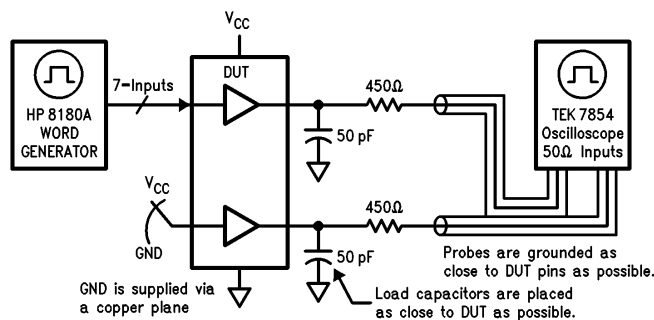 VCC
DUT
7-Inputs
HP 8180A
WORD
GENERATOR
450Ω
50 pF
TEK 7854
Oscilloscope
50Ω Inputs
VCC
GND
450Ω
50 pF
Probes are grounded as
close to DUT pins as possible.
GND is supplied via
a copper plane
Load capacitors are placed
as close to DUT as possible.